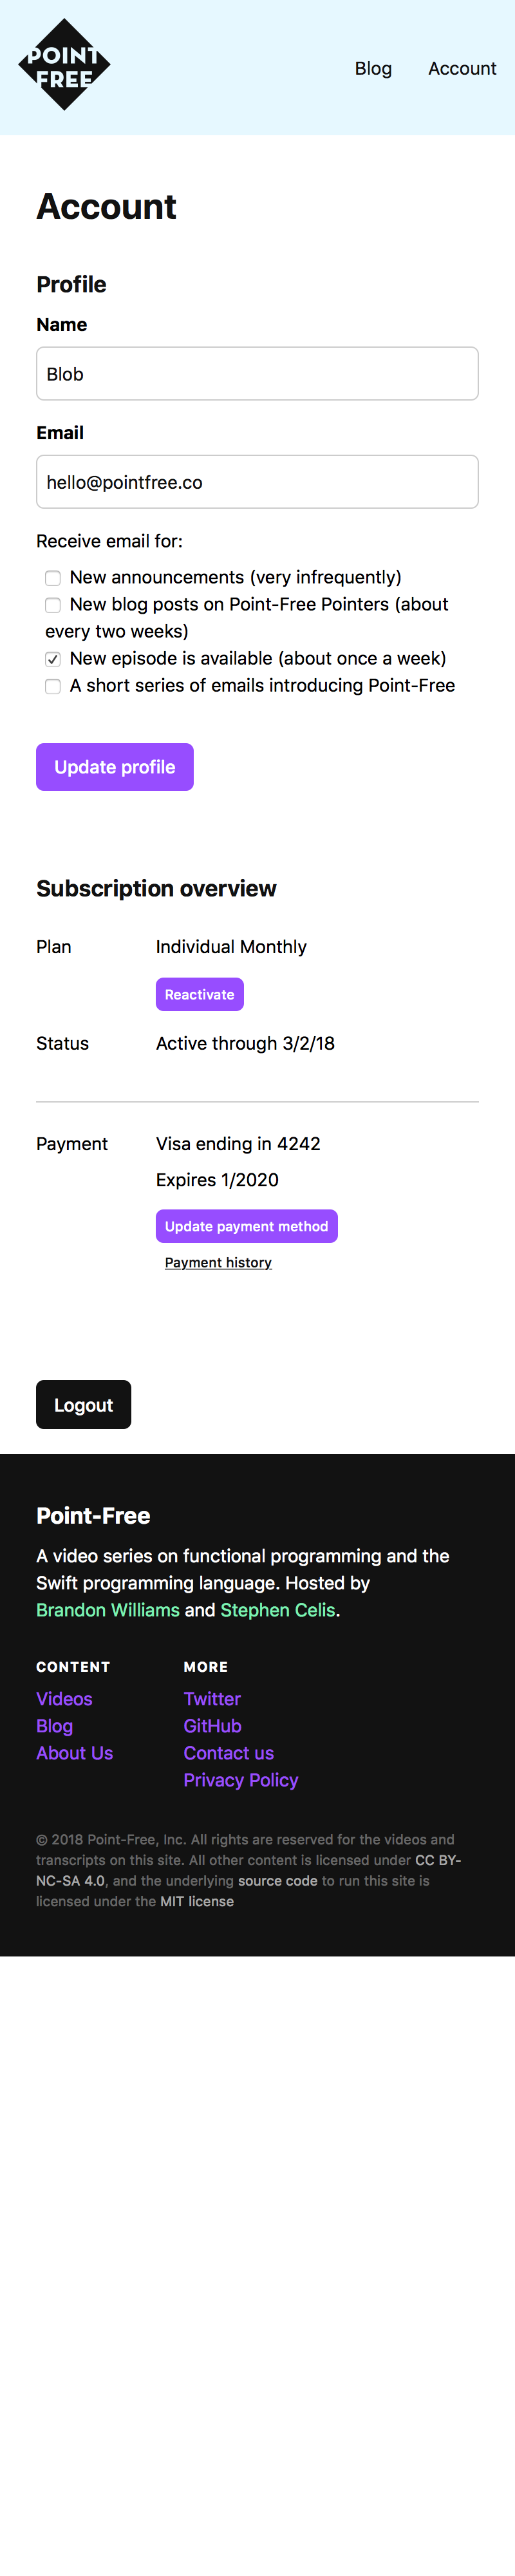 POINT
FREE
Blog
Account
Account
Profile
Name
Blob
Email
hello@pointfree.co
Receive email for:
New announcements (very infrequently)
New blog posts on Point-Free Pointers (about
every two weeks)
New episode is available (about once a week)
A short series of emails introducing Point-Free
Update profile
Subscription overview
Plan
Individual Monthly
Reactivate
Status
Active through 3/2/18
Payment
Visa ending in 4242
Expires 1/2020
Update payment method
Payment history
Logout
Point-Free
A video series on functional programming and the
Swift programming language. Hosted by
Brandon Williams and Stephen Celis.
CONTENT
Videos
Blog
About Us
MORE
Twitter
GitHub
Contact us
Privacy Policy
© 2018 Point-Free, Inc. All rights are reserved for the videos and
transcripts on this site. All other content is licensed under CC BY-
NC-SA 4.0, and the underlying source code to run this site is
licensed under the MIT license